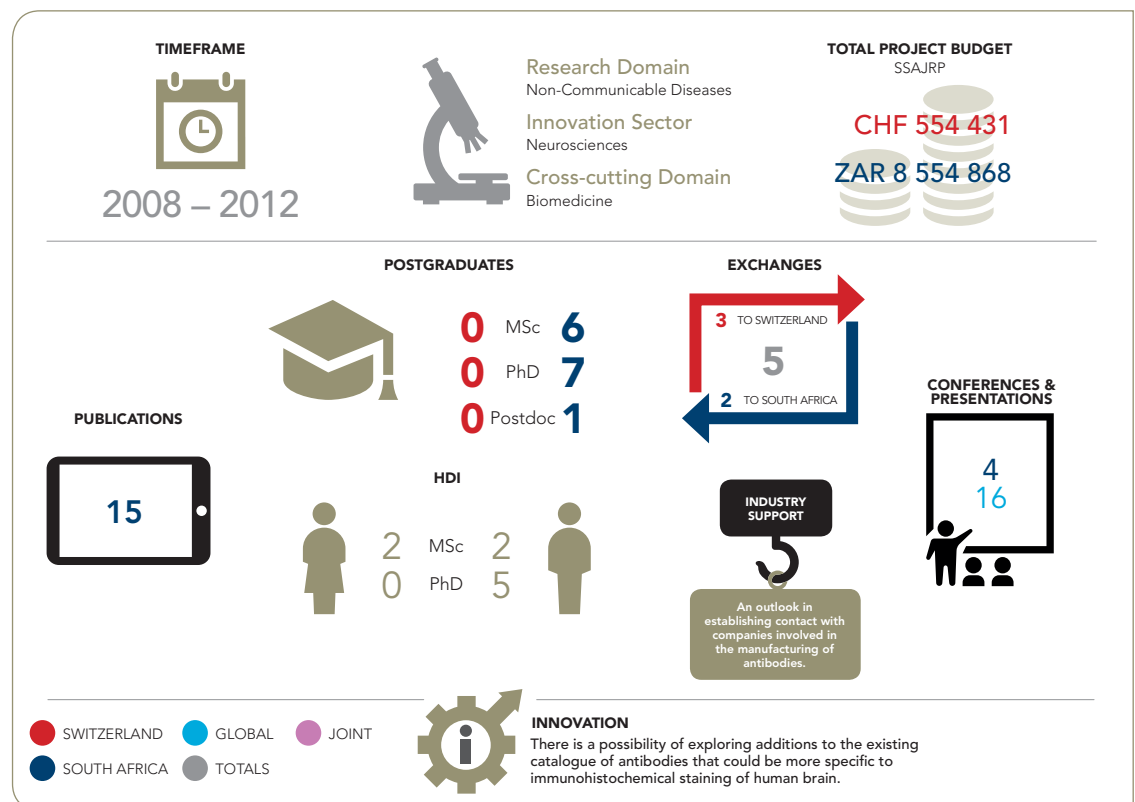 TIMEFRAME
2008 – 2012
Research Domain
Non-Communicable Diseases
Innovation Sector
Neurosciences
Cross-cutting Domain
Biomedicine
TOTAL PROJECT BUDGET
SSAJRP
CHF 554 431
ZAR 8 554 868
POSTGRADUATES
0 MSc 6
0 PhD 7
0 Postdoc 1
EXCHANGES
3 TO SWITZERLAND
5
2 TO SOUTH AFRICA
PUBLICATIONS
15
HDI
2 MSc 2
0 PhD 5
INDUSTRY
SUPPORT
An outlook in
establishing contact with
companies involved in
the manufacturing of
antibodies.
CONFERENCES &
PRESENTATIONS
4
16
SWITZERLAND
GLOBAL
JOINT
SOUTH AFRICA
TOTALS
i
INNOVATION
There is a possibility of exploring additions to the existing
catalogue of antibodies that could be more specific to
immunohistochemical staining of human brain.